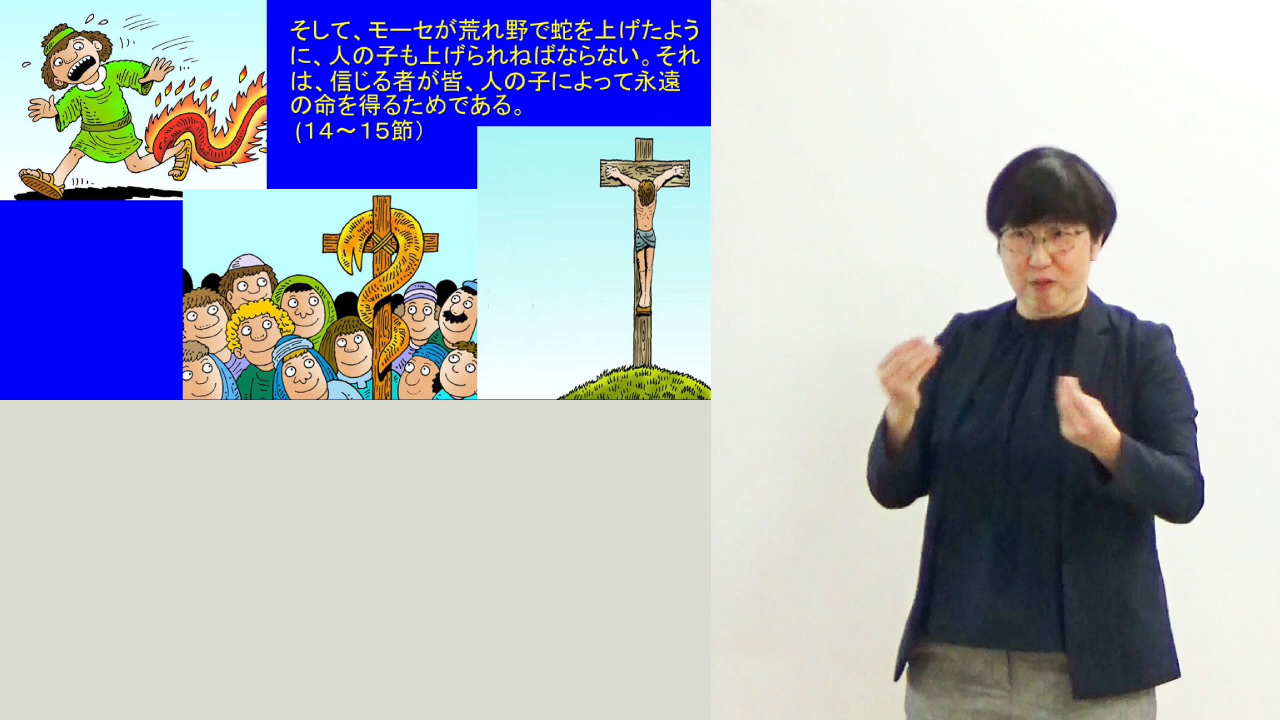 そして、モーセが荒れ野で蛇を上げたよう
に、人の子も上げられねばならない。それ
は、信じる者が皆、人の子によって永遠
の命を得るためである。
(１４～１５節）